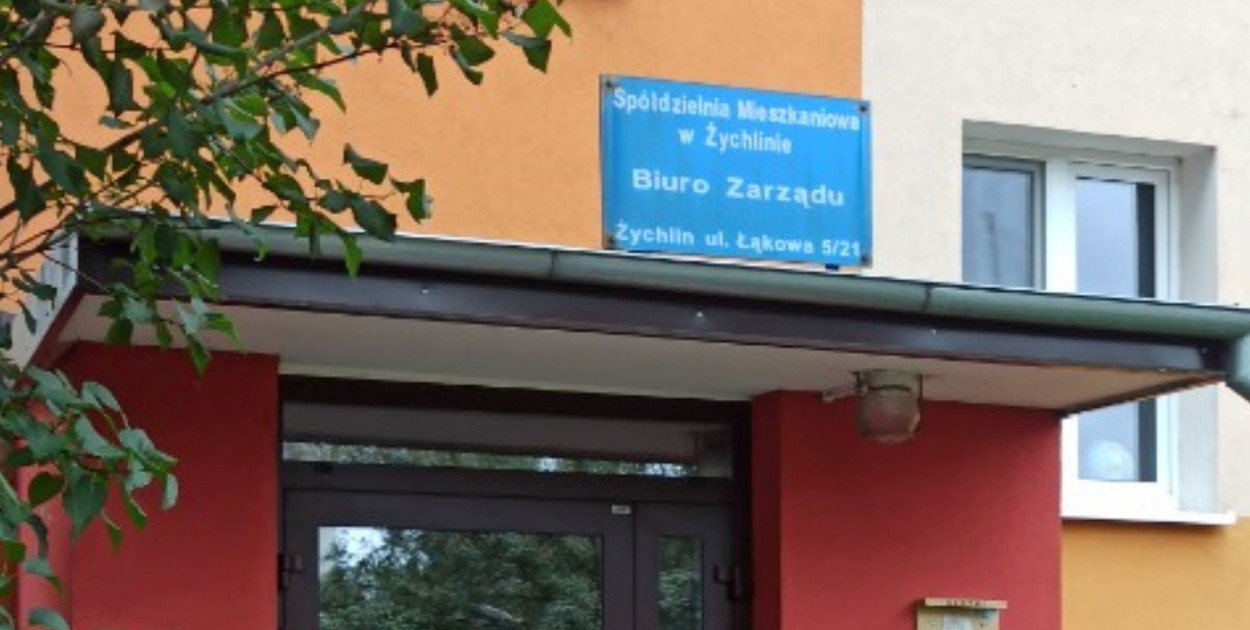 Spółdzielnia Mieszkaniowa
w Żychlinie
Biuro Zarządu
Żychlin ul. Łąkowa 5/21